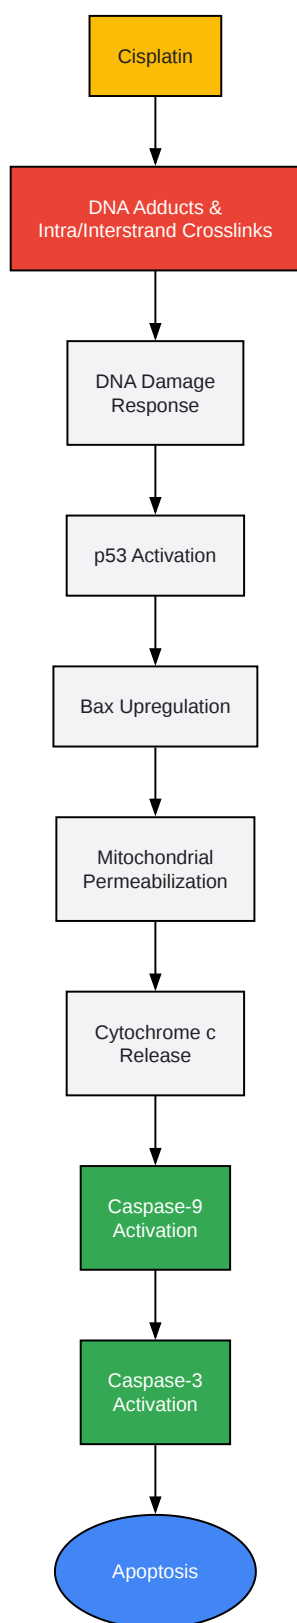 Cisplatin
DNA Adducts &
Intra/Interstrand Crosslinks
DNA Damage
Response
p53 Activation
Bax Upregulation
Mitochondrial
Permeabilization
Cytochrome c
Release
Caspase-9
Activation
Caspase-3
Activation
Apoptosis